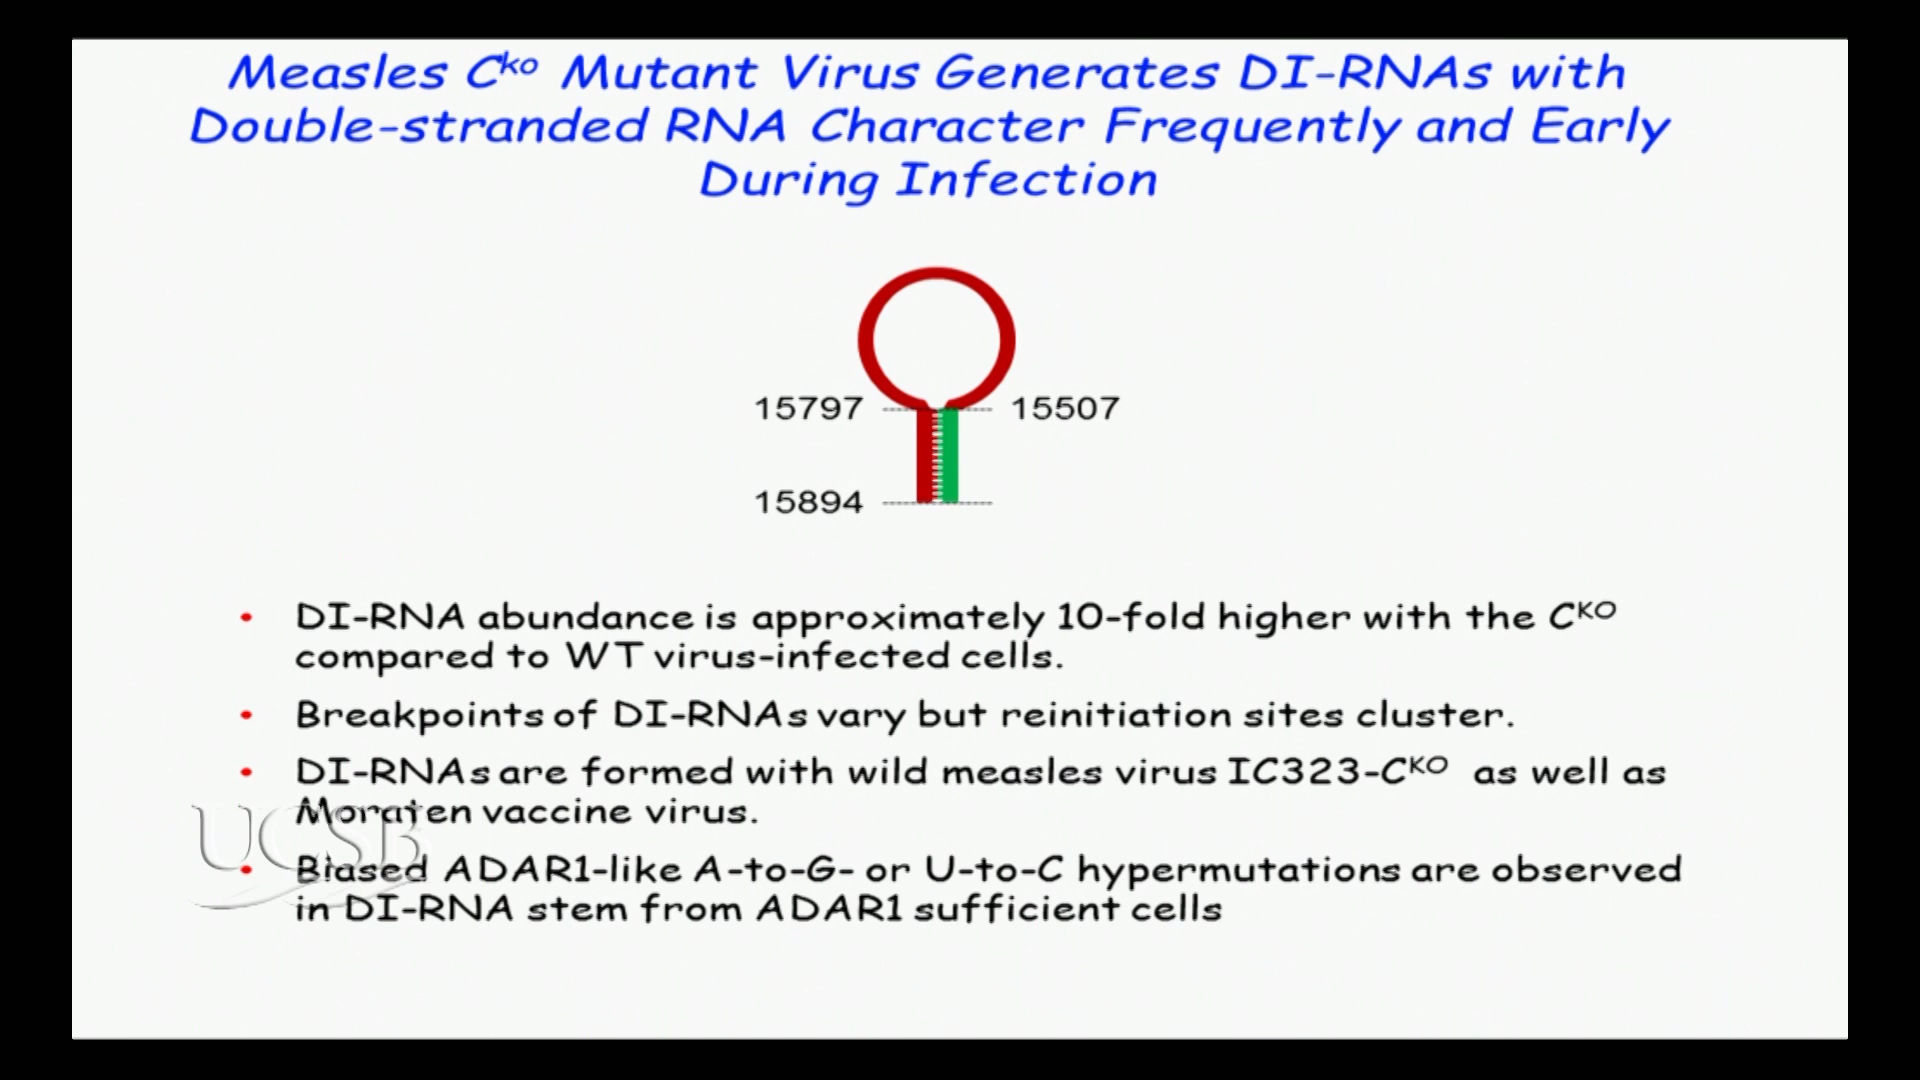 Measles Cᵏᵒ Mutant Virus Generates DI-RNAs with
Double-stranded RNA Character Frequently and Early
During Infection
15797 15507
15894
• DI-RNA abundance is approximately 10-fold higher with the Cᴷᴼ
compared to WT virus-infected cells.
• Breakpoints of DI-RNAs vary but reinitiation sites cluster.
• DI-RNAs are formed with wild measles virus IC323-Cᴷᴼ as well as
Moraten vaccine virus.
UCSB
• Biased ADAR1-like A-to-G- or U-to-C hypermutations are observed
in DI-RNA stem from ADAR1 sufficient cells